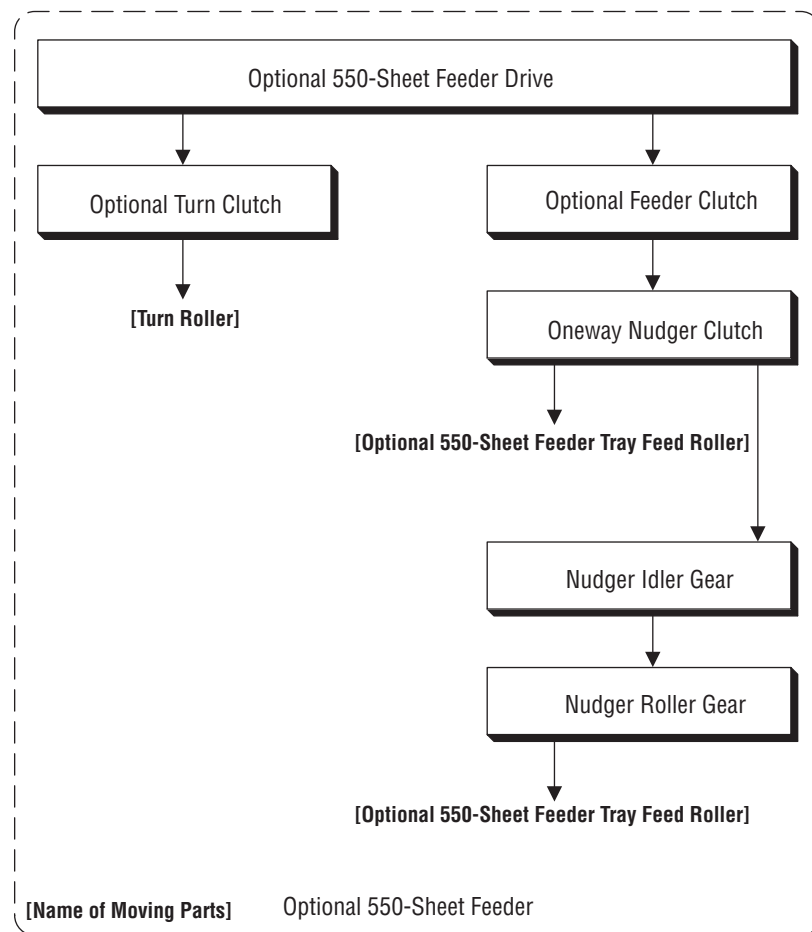 Optional 550-Sheet Feeder Drive
Optional Turn Clutch
Optional Feeder Clutch
[Turn Roller]
Oneway Nudger Clutch
[Optional 550-Sheet Feeder Tray Feed Roller]
Nudger Idler Gear
Nudger Roller Gear
[Optional 550-Sheet Feeder Tray Feed Roller]
[Name of Moving Parts] Optional 550-Sheet Feeder